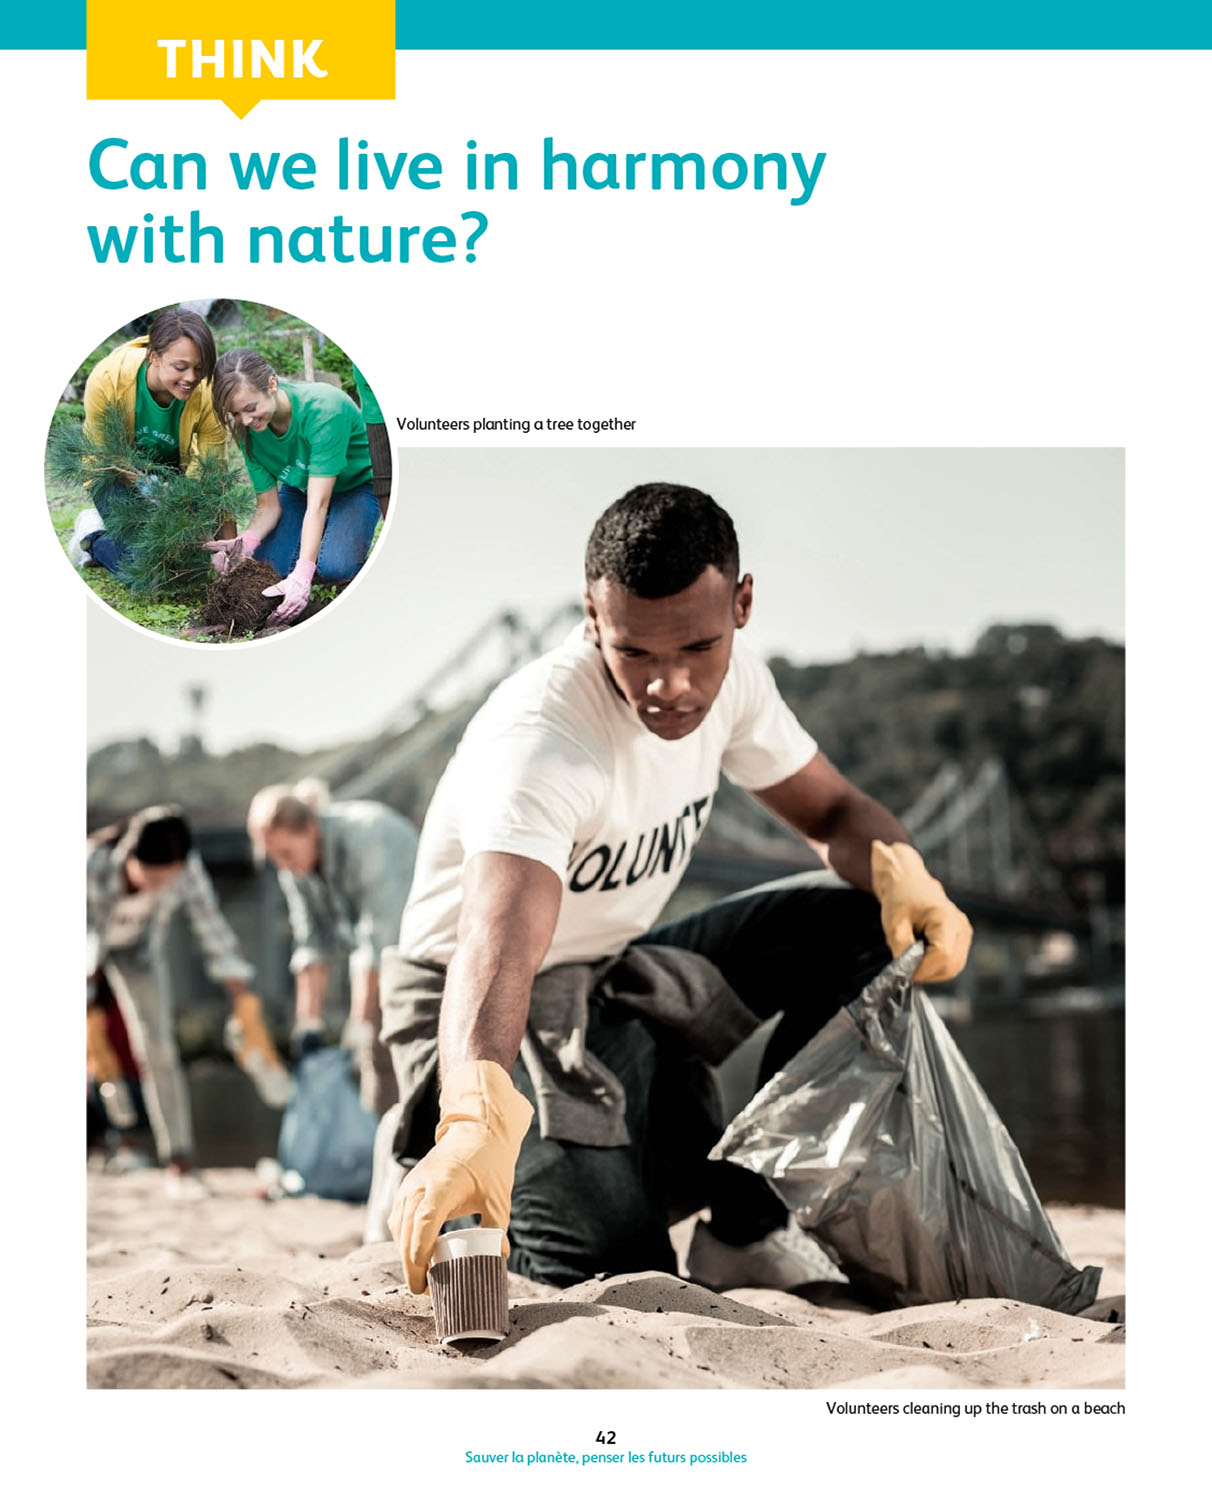 THINK
Can we live in harmony
with nature?
Volunteers planting a tree together
VOLUNTE
Volunteers cleaning up the trash on a beach
42
Sauver la planète, penser les futurs possibles